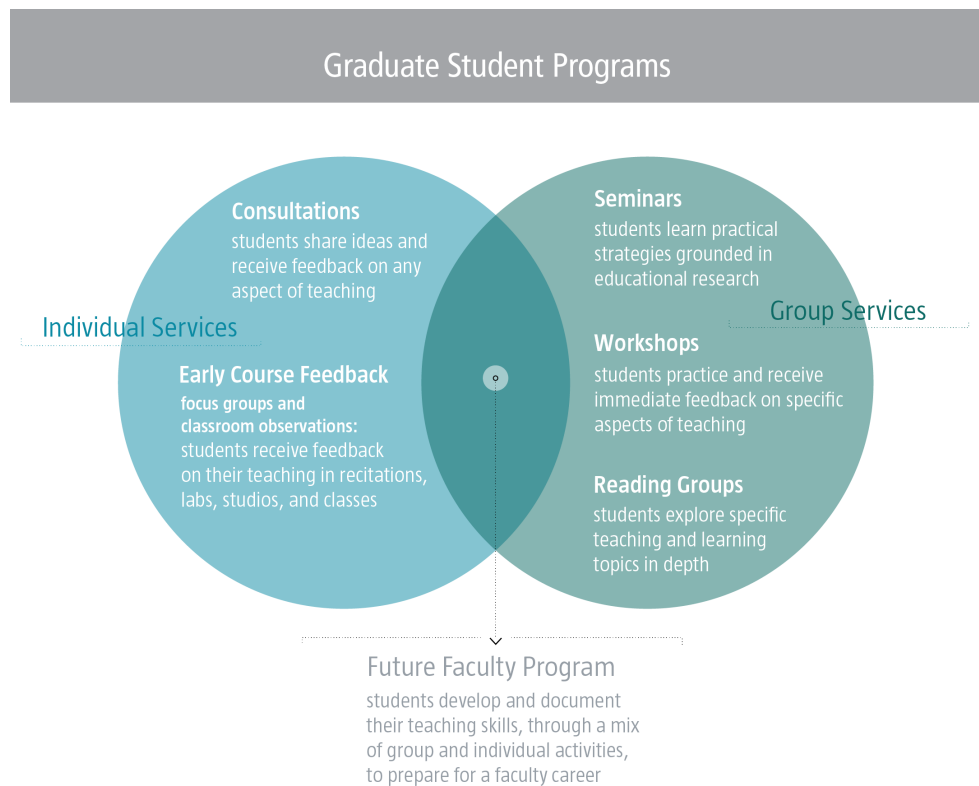 Graduate Student Programs
Individual Services
Consultations
students share ideas and
receive feedback on any
aspect of teaching
Early Course Feedback
focus groups and
classroom observations:
students receive feedback
on their teaching in recitations,
labs, studios, and classes
Group Services
Seminars
students learn practical
strategies grounded in
educational research
Workshops
students practice and receive
immediate feedback on specific
aspects of teaching
Reading Groups
students explore specific
teaching and learning
topics in depth
Future Faculty Program
students develop and document
their teaching skills, through a mix
of group and individual activities,
to prepare for a faculty career